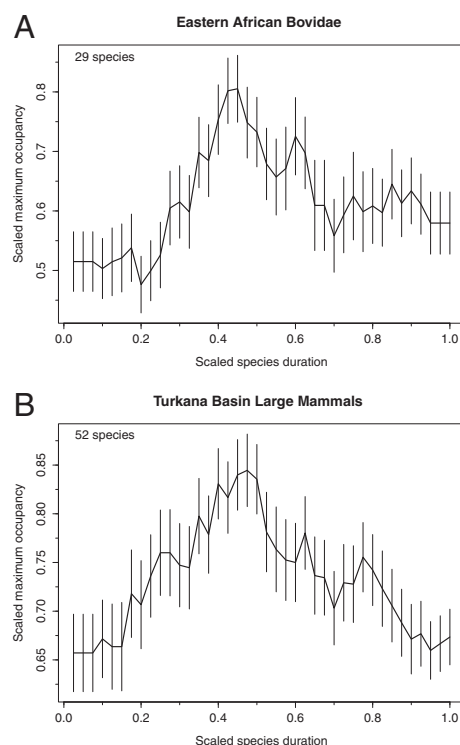 A
Eastern African Bovidae
29 species
Scaled maximum occupancy
0.5 0.6 0.7 0.8
0.0 0.2 0.4 0.6 0.8 1.0
Scaled species duration
B
Turkana Basin Large Mammals
52 species
Scaled maximum occupancy
0.65 0.70 0.75 0.80 0.85
0.0 0.2 0.4 0.6 0.8 1.0
Scaled species duration